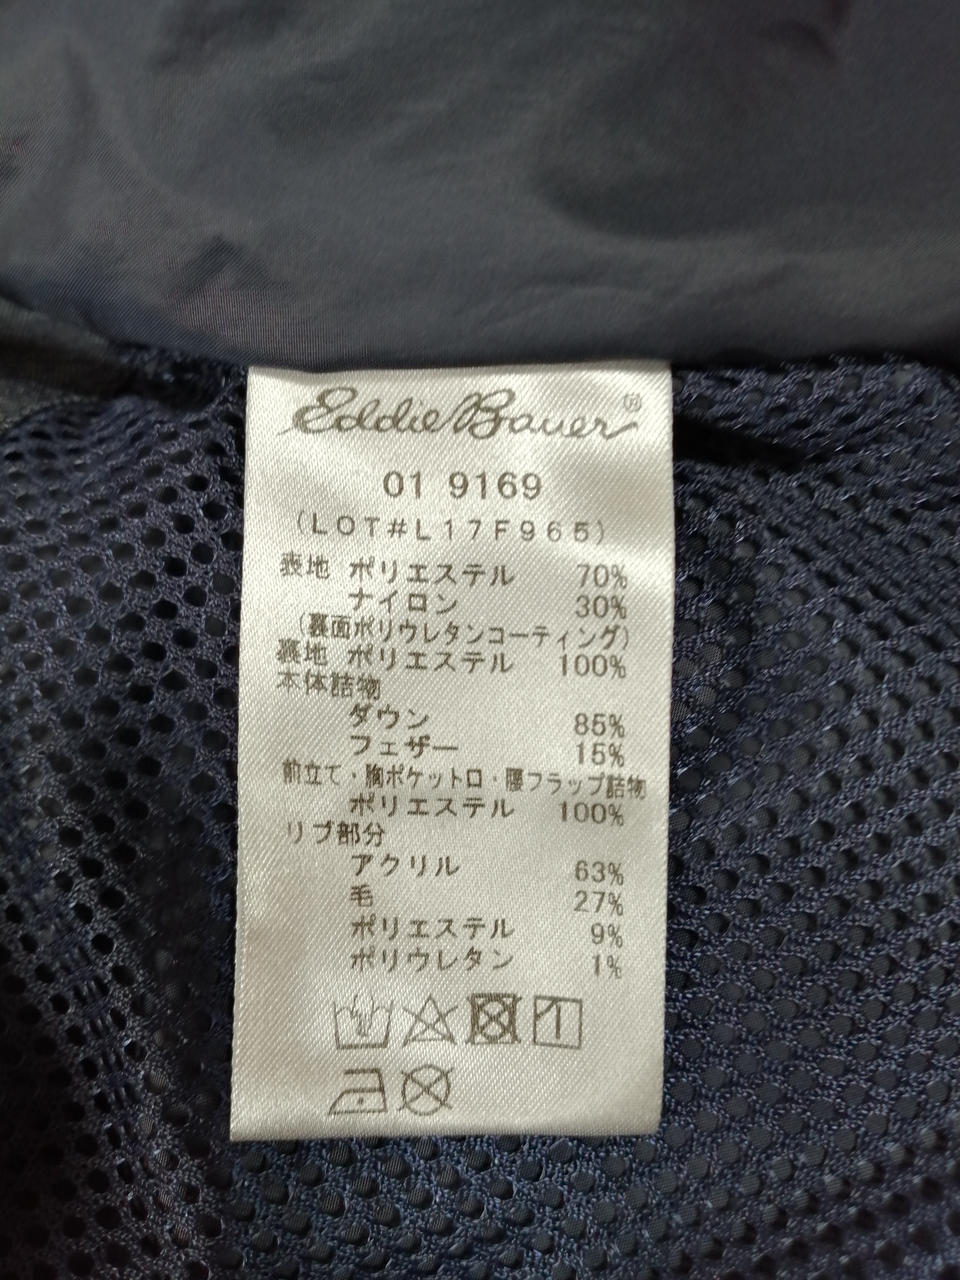 Eddie Bauer®
01 9169
(LOT#L17F965)
表地 ポリエステル 70%
ナイロン 30%
(裏面ポリウレタンコーティング)
裏地 ポリエステル 100%
本体詰物
ダウン 85%
フェザー 15%
前立て・胸ポケット口・腰フラップ詰物
ポリエステル 100%
リブ部分
アクリル 63%
毛 27%
ポリエステル 9%
ポリウレタン 1%